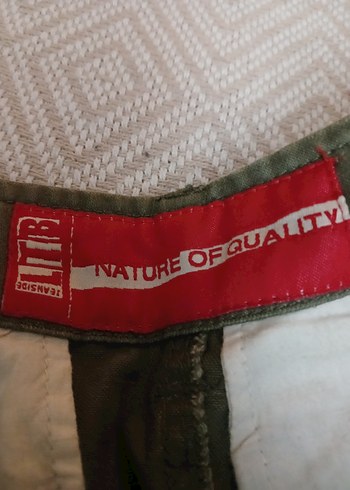 LTB
JEANSIDE
NATURE OF QUALITY